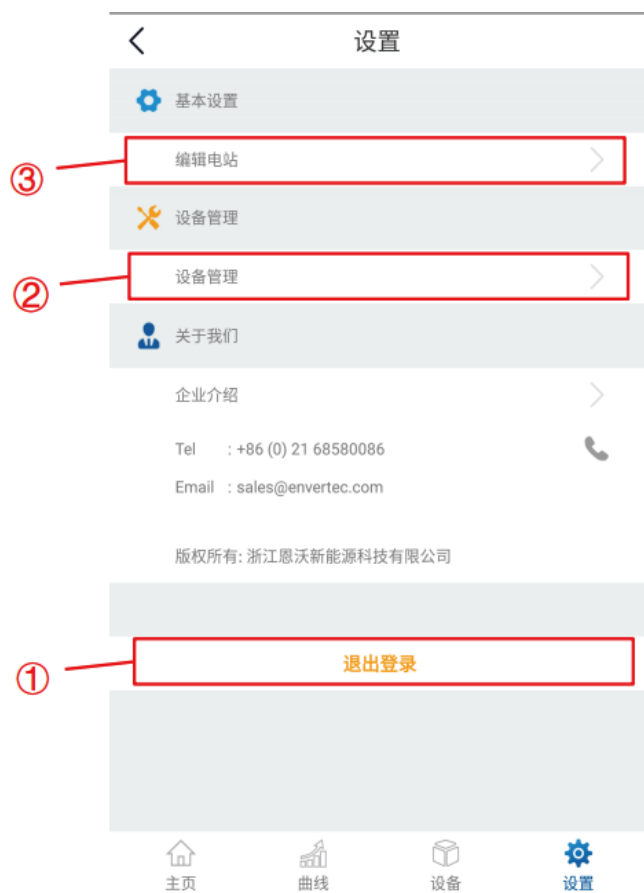 设置
基本设置
③
编辑电站
设备管理
②
设备管理
关于我们
企业介绍
Tel : +86 (0) 21 68580086
Email : sales@envertec.com
版权所有: 浙江恩沃新能源科技有限公司
①
退出登录
主页 曲线 设备 设置